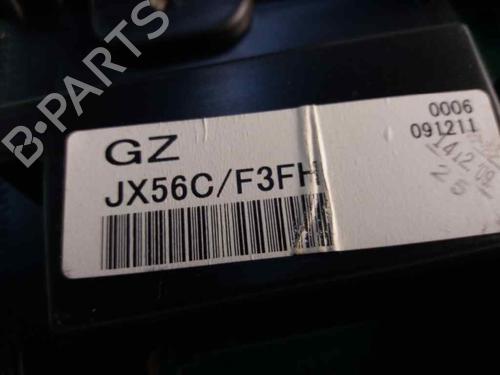 B-PARTS
GZ
0006
091211
JX56C/F3FH
14.12.09
25